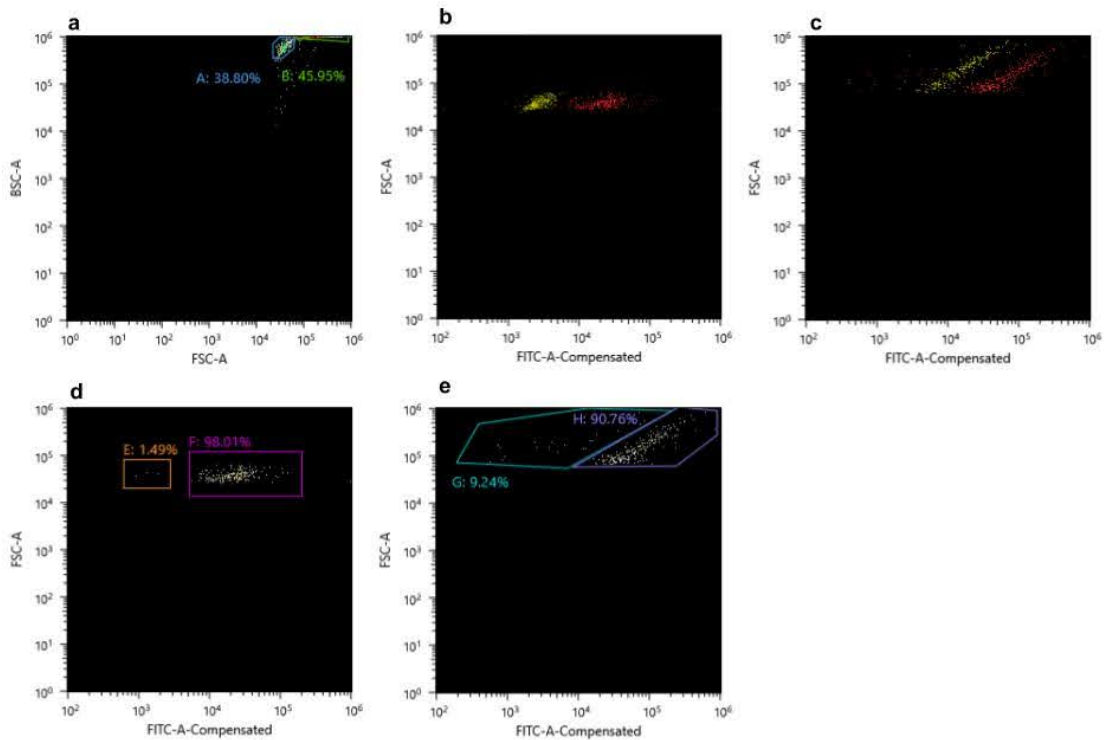 a
b
c
10⁶
10⁵
10⁴
10³
10²
10¹
10⁰
BSC-A
A: 38.80%
B: 45.95%
10⁰
10¹
10²
10³
10⁴
10⁵
10⁶
FSC-A
10⁶
10⁵
10⁴
10³
10²
10¹
10⁰
FSC-A
10²
10³
10⁴
10⁵
10⁶
FITC-A-Compensated
10⁶
10⁵
10⁴
10³
10²
10¹
10⁰
FSC-A
10²
10³
10⁴
10⁵
10⁶
FITC-A-Compensated
d
e
10⁶
10⁵
10⁴
10³
10²
10¹
10⁰
FSC-A
E: 1.49%
F: 98.01%
10²
10³
10⁴
10⁵
10⁶
FITC-A-Compensated
10⁶
10⁵
10⁴
10³
10²
10¹
10⁰
FSC-A
H: 90.76%
G: 9.24%
10²
10³
10⁴
10⁵
10⁶
FITC-A-Compensated